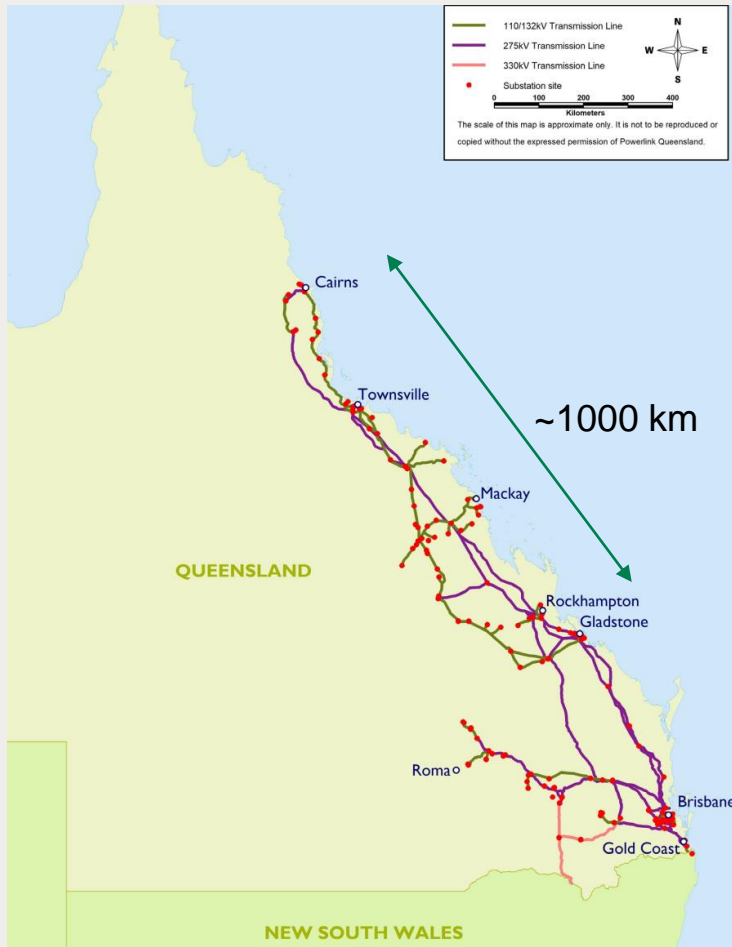 110/132kV Transmission Line
275kV Transmission Line
330kV Transmission Line
Substation site
N
W E
S
0 100 200 300 400
Kilometers
The scale of this map is approximate only. It is not to be reproduced or
copied without the expressed permission of Powerlink Queensland.
Cairns
Townsville
~1000 km
Mackay
QUEENSLAND
Rockhampton
Gladstone
Roma
Brisbane
Gold Coast
NEW SOUTH WALES